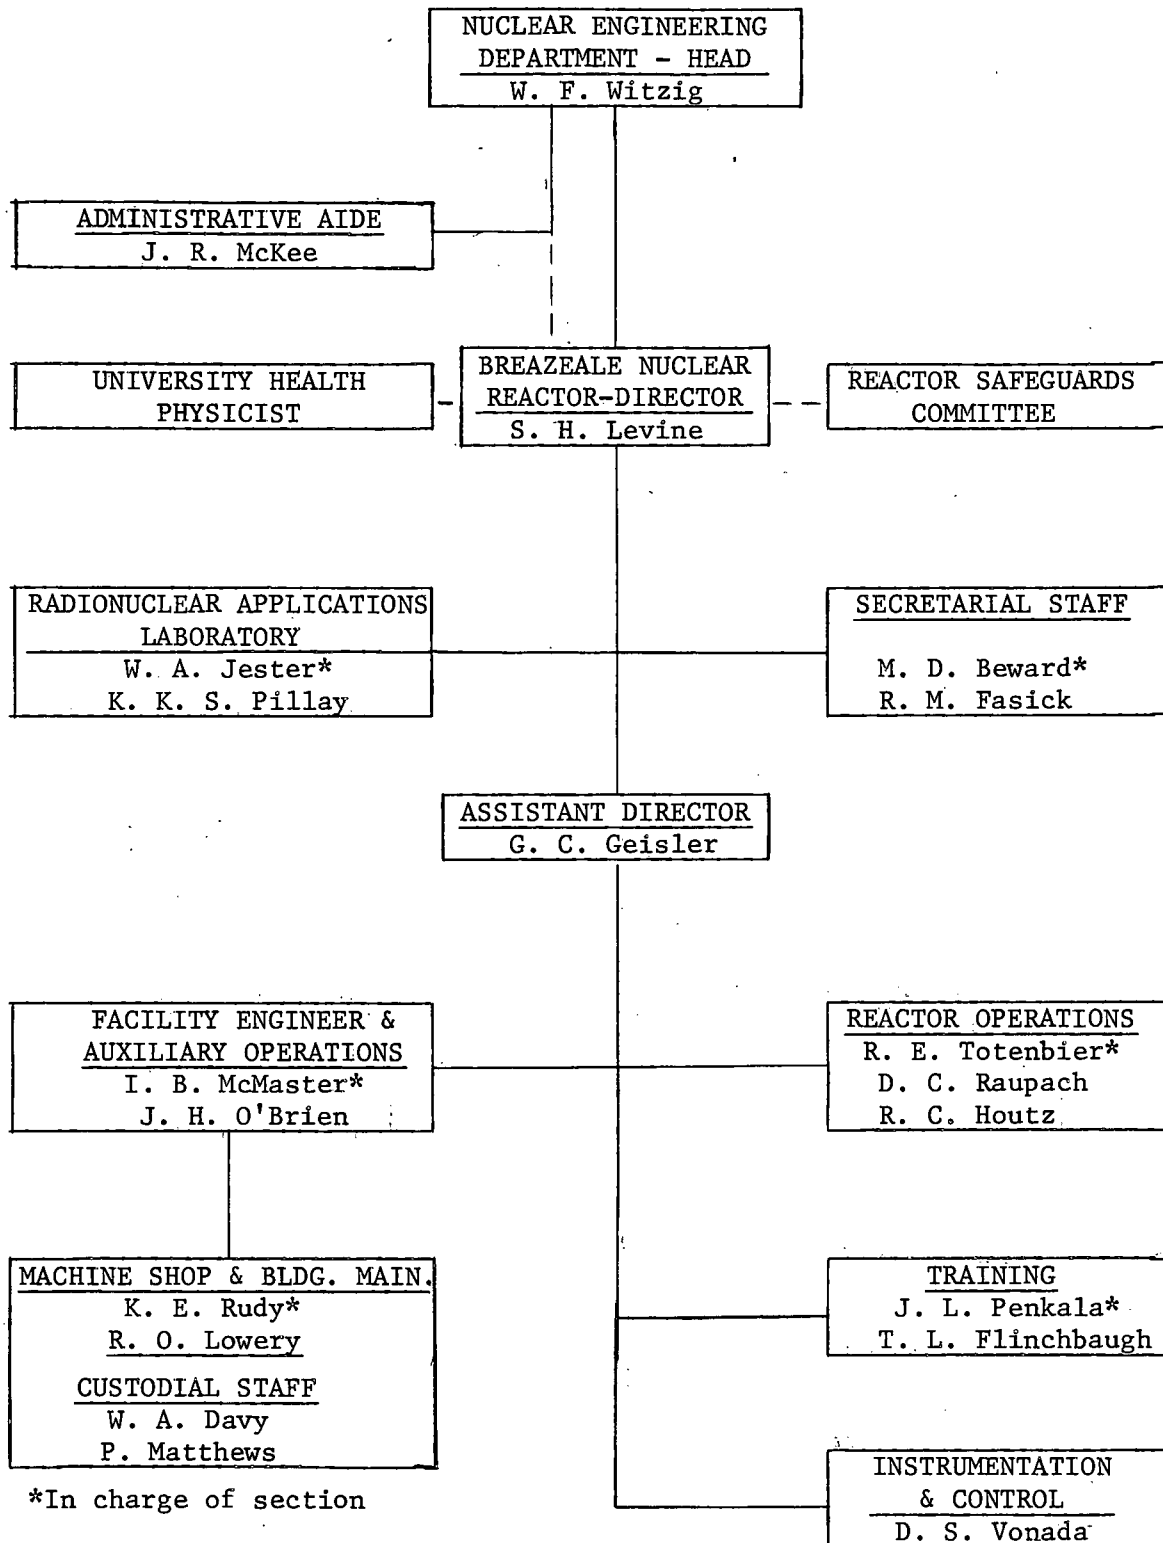 NUCLEAR ENGINEERING
DEPARTMENT - HEAD
W. F. Witzig
ADMINISTRATIVE AIDE
J. R. McKee
UNIVERSITY HEALTH
PHYSICIST
BREAZEALE NUCLEAR
REACTOR-DIRECTOR
S. H. Levine
REACTOR SAFEGUARDS
COMMITTEE
RADIONUCLEAR APPLICATIONS
LABORATORY
W. A. Jester*
K. K. S. Pillay
SECRETARIAL STAFF
M. D. Beward*
R. M. Fasick
ASSISTANT DIRECTOR
G. C. Geisler
FACILITY ENGINEER &
AUXILIARY OPERATIONS
I. B. McMaster*
J. H. O'Brien
REACTOR OPERATIONS
R. E. Totenbier*
D. C. Raupach
R. C. Houtz
MACHINE SHOP & BLDG. MAIN.
K. E. Rudy*
R. O. Lowery
CUSTODIAL STAFF
W. A. Davy
P. Matthews
TRAINING
J. L. Penkala*
T. L. Flinchbaugh
*In charge of section
INSTRUMENTATION
& CONTROL
D. S. Vonada